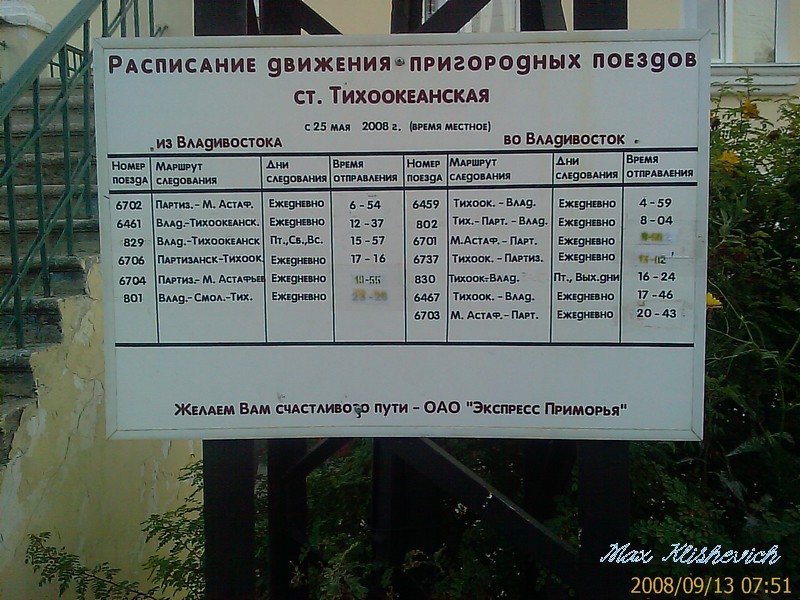 Расписание движения пригородных поездов
ст. Тихоокеанская
с 25 мая 2008 г. (время местное)
из Владивостока во Владивосток
Номер поезда Маршрут следования Дни следования Время отправления Номер поезда Маршрут следования Дни следования Время отправления
6702 Партиз. - М. Астаф. Ежедневно 6 - 54 6459 Тихоок. - Влад. Ежедневно 4 - 59
6461 Влад.-Тихоокеанск. Ежедневно 12 - 37 802 Тих.- Парт. - Влад. Ежедневно 8 - 04
829 Влад.-Тихоокеанск Пт.,Св.,Вс. 15 - 57 6701 М.Астаф. - Парт. Ежедневно
6706 Партизанск-Тихоок. Ежедневно 17 - 16 6737 Тихоок. - Партиз. Ежедневно
6704 Партиз.- М. Астафьев Ежедневно 830 Тихоок-Влад. Пт., Вых.дни 16 - 24
801 Влад.-Смол.-Тих. Ежедневно 6467 Тихоок. - Влад. Ежедневно 17 - 46
6703 М. Астаф.- Парт. Ежедневно 20 - 43
Желаем Вам счастливого пути - ОАО "Экспресс Приморья"
Max Klishevich
2008/09/13 07:51